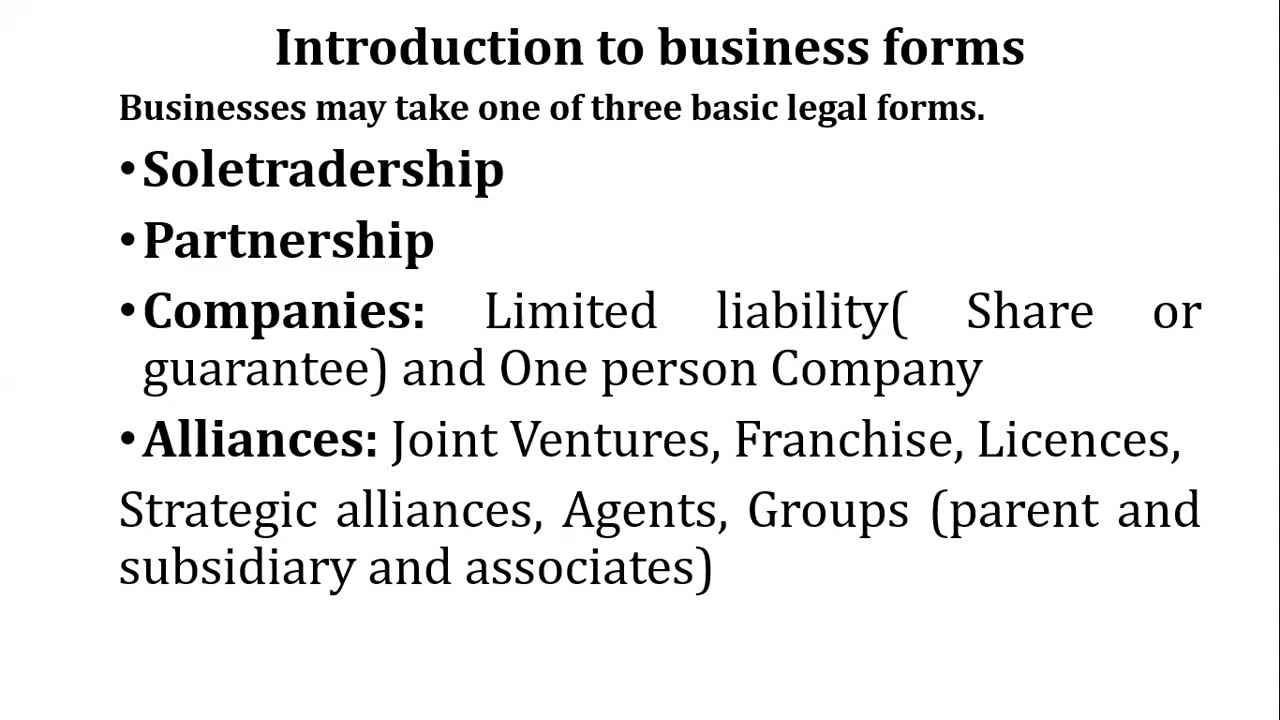 Introduction to business forms
Businesses may take one of three basic legal forms.
•Soletradership
•Partnership
•Companies: Limited liability( Share or
guarantee) and One person Company
•Alliances: Joint Ventures, Franchise, Licences,
Strategic alliances, Agents, Groups (parent and
subsidiary and associates)